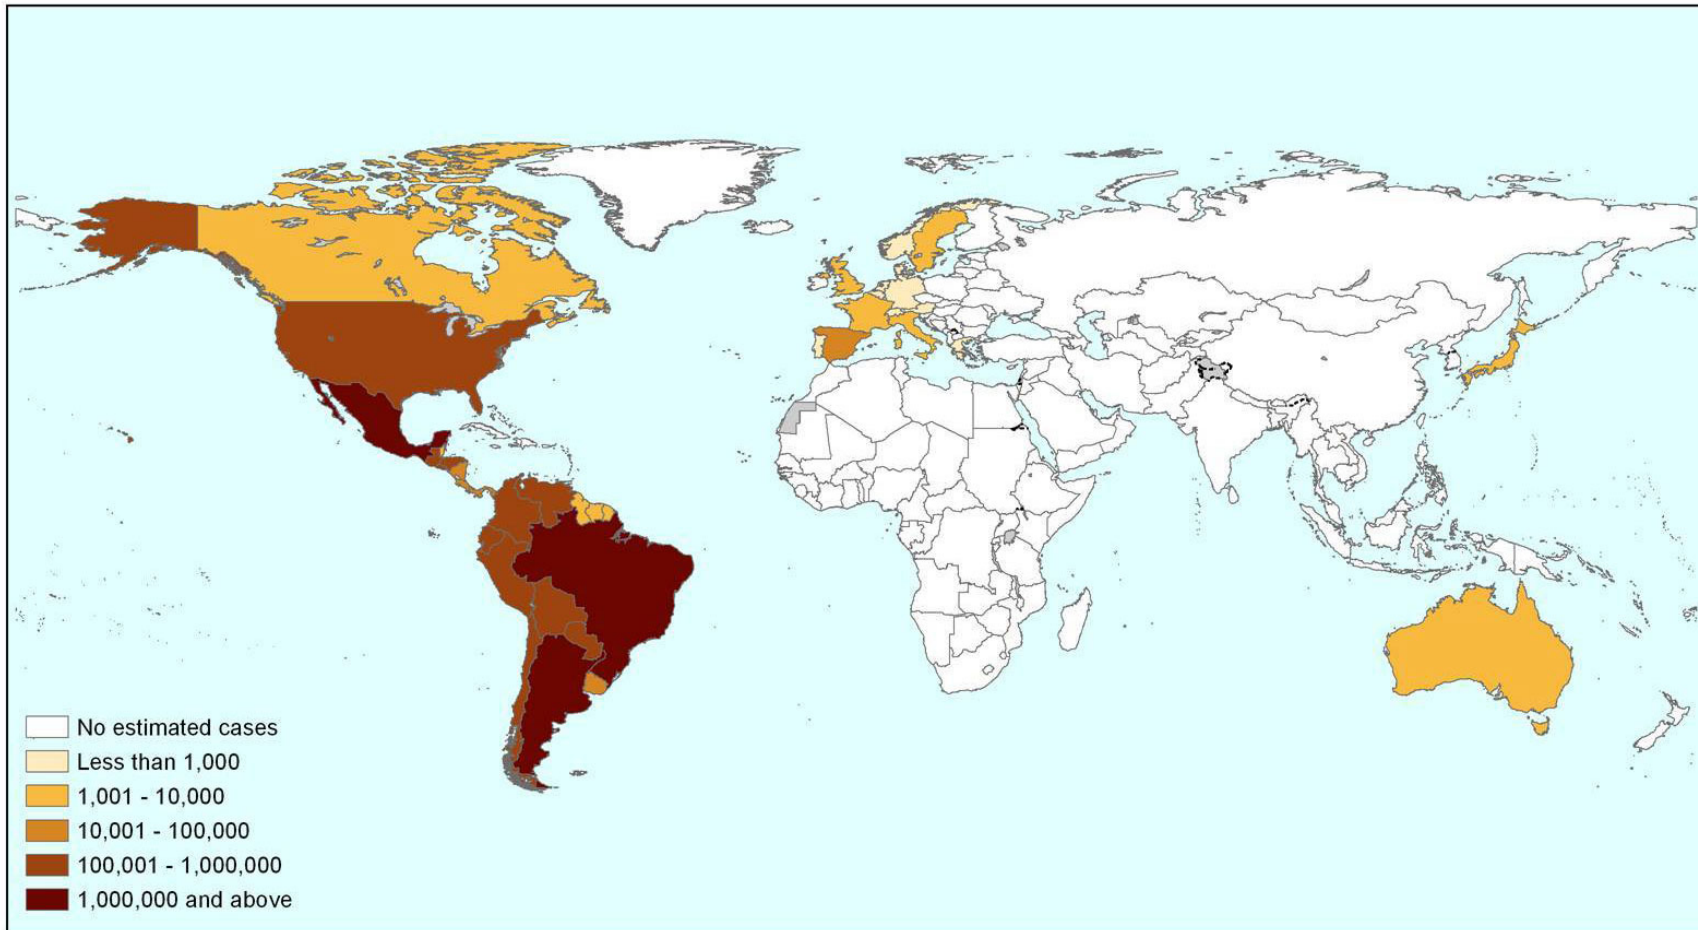 No estimated cases
Less than 1,000
1,001 - 10,000
10,001 - 100,000
100,001 - 1,000,000
1,000,000 and above